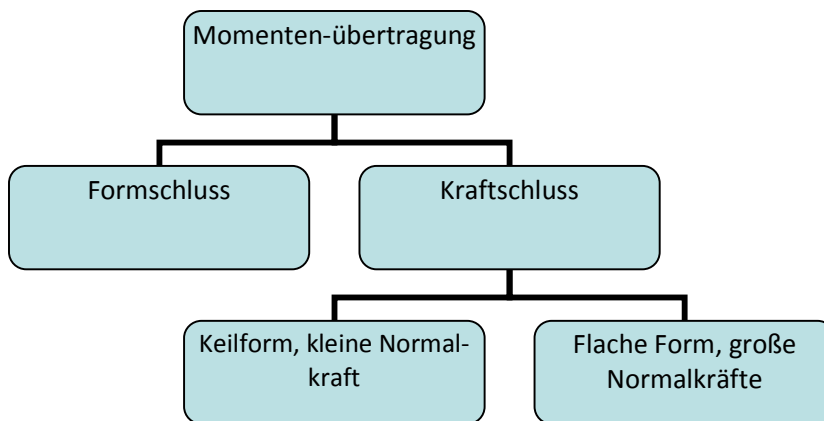 Momenten-übertragung
Formschluss
Kraftschluss
Keilform, kleine Normal-
kraft
Flache Form, große
Normalkräfte